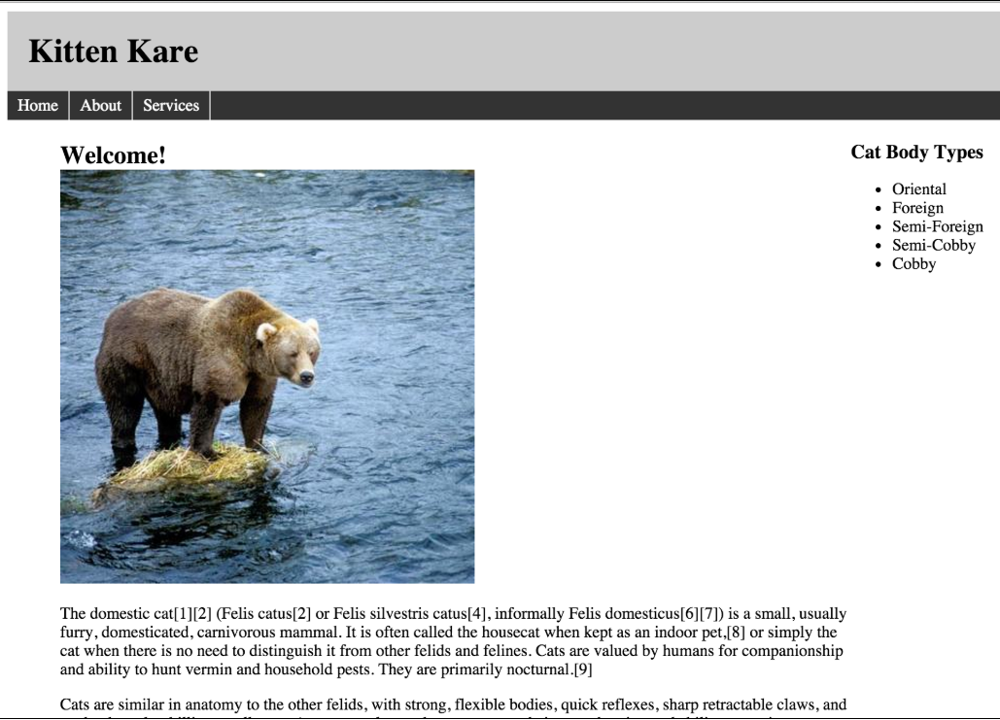 Kitten Kare
Home
About
Services
Welcome!
Cat Body Types
Oriental
Foreign
Semi-Foreign
Semi-Cobby
Cobby
The domestic cat[1][2] (Felis catus[2] or Felis silvestris catus[4], informally Felis domesticus[6][7]) is a small, usually
furry, domesticated, carnivorous mammal. It is often called the housecat when kept as an indoor pet,[8] or simply the
cat when there is no need to distinguish it from other felids and felines. Cats are valued by humans for companionship
and ability to hunt vermin and household pests. They are primarily nocturnal.[9]
Cats are similar in anatomy to the other felids, with strong, flexible bodies, quick reflexes, sharp retractable claws, and